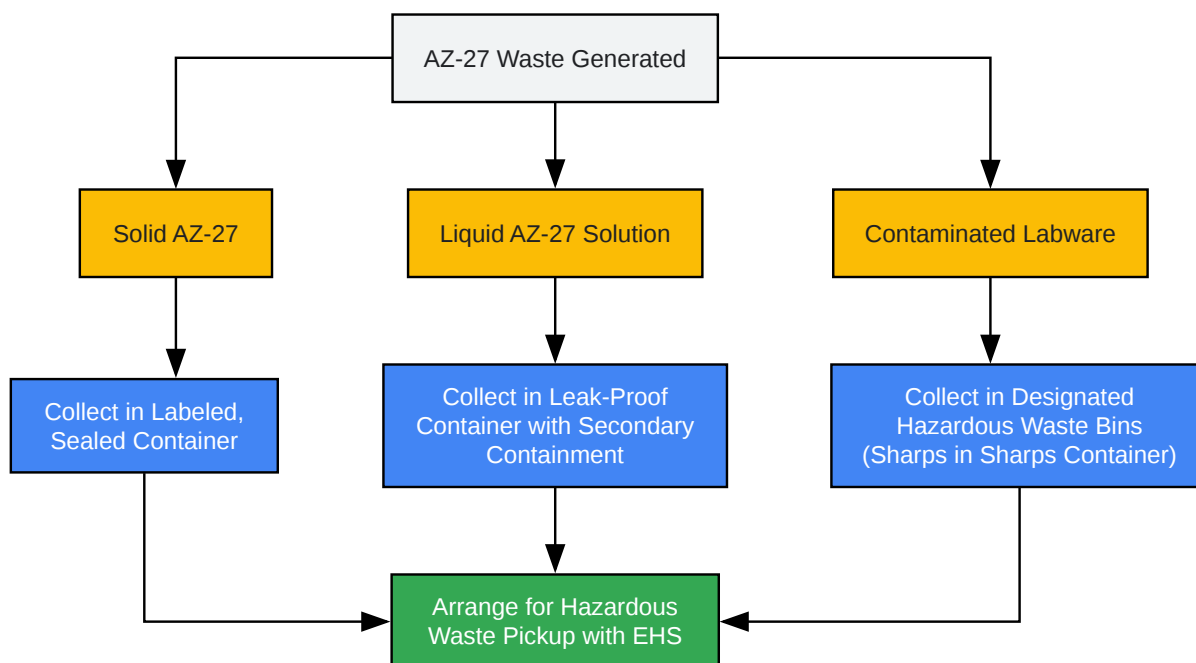 AZ-27 Waste Generated
Solid AZ-27
Liquid AZ-27 Solution
Contaminated Labware
Collect in Labeled,
Sealed Container
Collect in Leak-Proof
Container with Secondary
Containment
Collect in Designated
Hazardous Waste Bins
(Sharps in Sharps Container)
Arrange for Hazardous
Waste Pickup with EHS